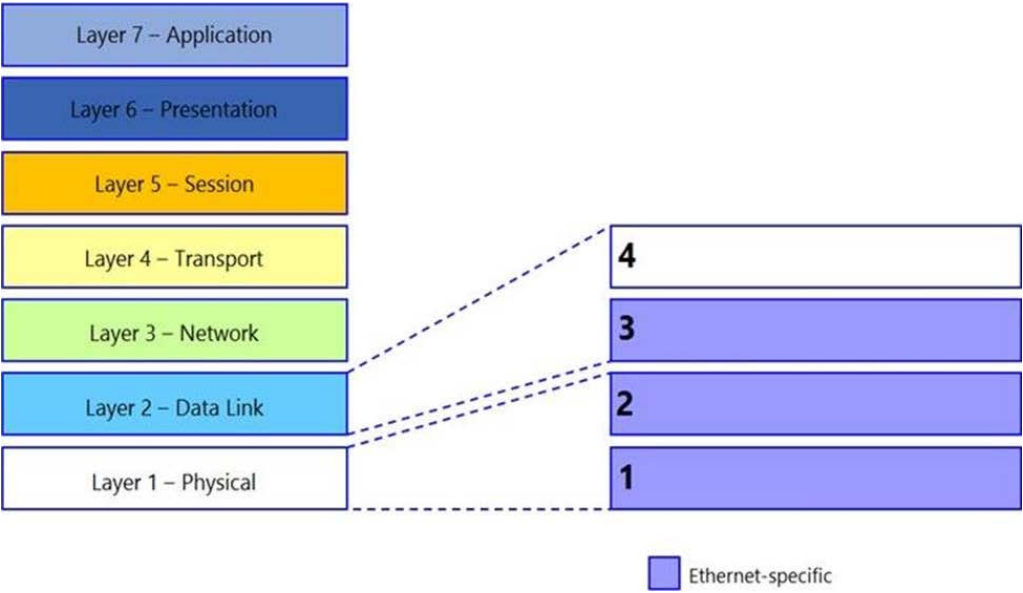 Layer 7 – Application
Layer 6 – Presentation
Layer 5 – Session
Layer 4 – Transport
Layer 3 – Network
Layer 2 – Data Link
Layer 1 – Physical
4
3
2
1
Ethernet-specific